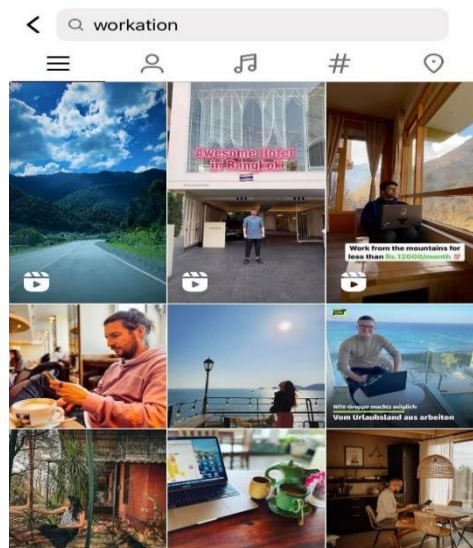 workation
#
Awesome Hotel
in Bangkok!
Work from the mountains for
less than Rs.12000/month 💯
Witt-Gruppe machts möglich:
Vom Urlaubsland aus arbeiten